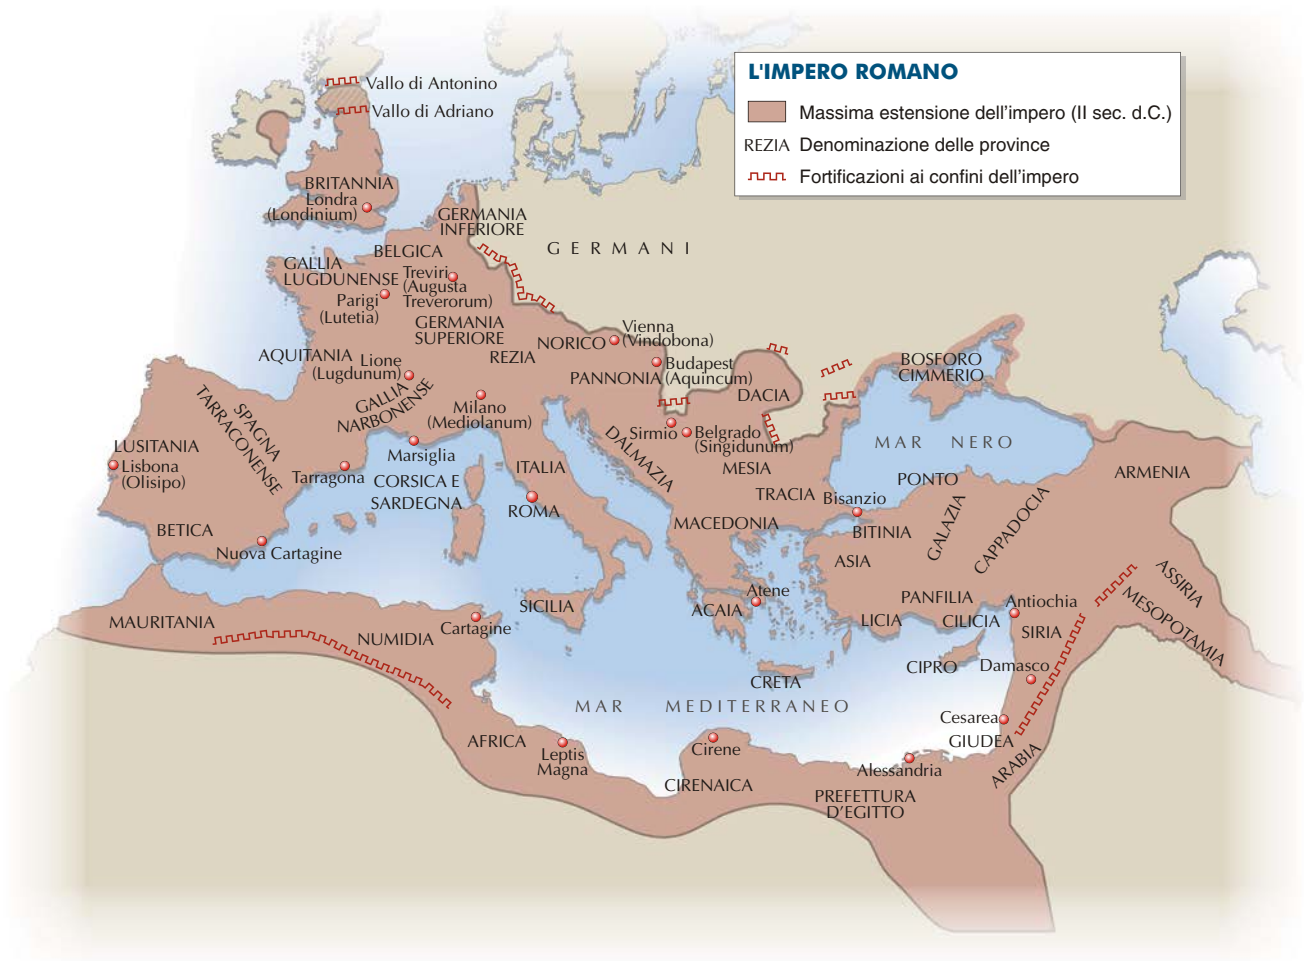 L'IMPERO ROMANO
Massima estensione dell'impero (II sec. d.C.)
REZIA Denominazione delle province
Fortificazioni ai confini dell'impero
Vallo di Antonino
Vallo di Adriano
BRITANNIA
Londra
(Londinium)
GERMANIA
INFERIORE
GERMANI
BELGICA
GALLIA
LUGDUNENSE
Treviri
(Augusta
Treverorum)
Parigi
(Lutetia)
GERMANIA
SUPERIORE
REZIA
NORICO
Vienna
(Vindobona)
Budapest
(Aquincum)
PANNONIA
DACIA
BOSFORO
CIMMERIO
AQUITANIA
Lione
(Lugdunum)
GALLIA
NARBONENSE
Milano
(Mediolanum)
SPAGNA
TARRACONENSE
LUSITANIA
Lisbona
(Olisipo)
Tarragona
Marsiglia
CORSICA E
SARDEGNA
ITALIA
ROMA
DALMAZIA
Sirmio
Belgrado
(Singidunum)
MESIA
TRACIA
Bisanzio
MAR NERO
PONTO
ARMENIA
BETICA
Nuova Cartagine
MACEDONIA
BITINIA
GALAZIA
CAPPADOCIA
ASIA
ASSIRIA
MESOPOTAMIA
MAURITANIA
NUMIDIA
Cartagine
SICILIA
ACAIA
Atene
LICIA
PANFILIA
CILICIA
Antiochia
SIRIA
CIPRO
Damasco
CRETA
MAR MEDITERRANEO
Cesarea
GIUDEA
ARABIA
AFRICA
Leptis
Magna
Cirene
CIRENAICA
Alessandria
PREFETTURA
D'EGITTO